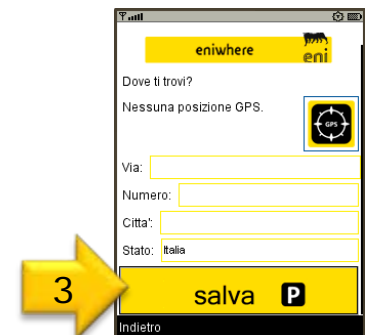 eniwhere
eni
Dove ti trovi?
Nessuna posizione GPS.
GPS
Via:
Numero:
Citta':
Stato: Italia
3
salva P
Indietro